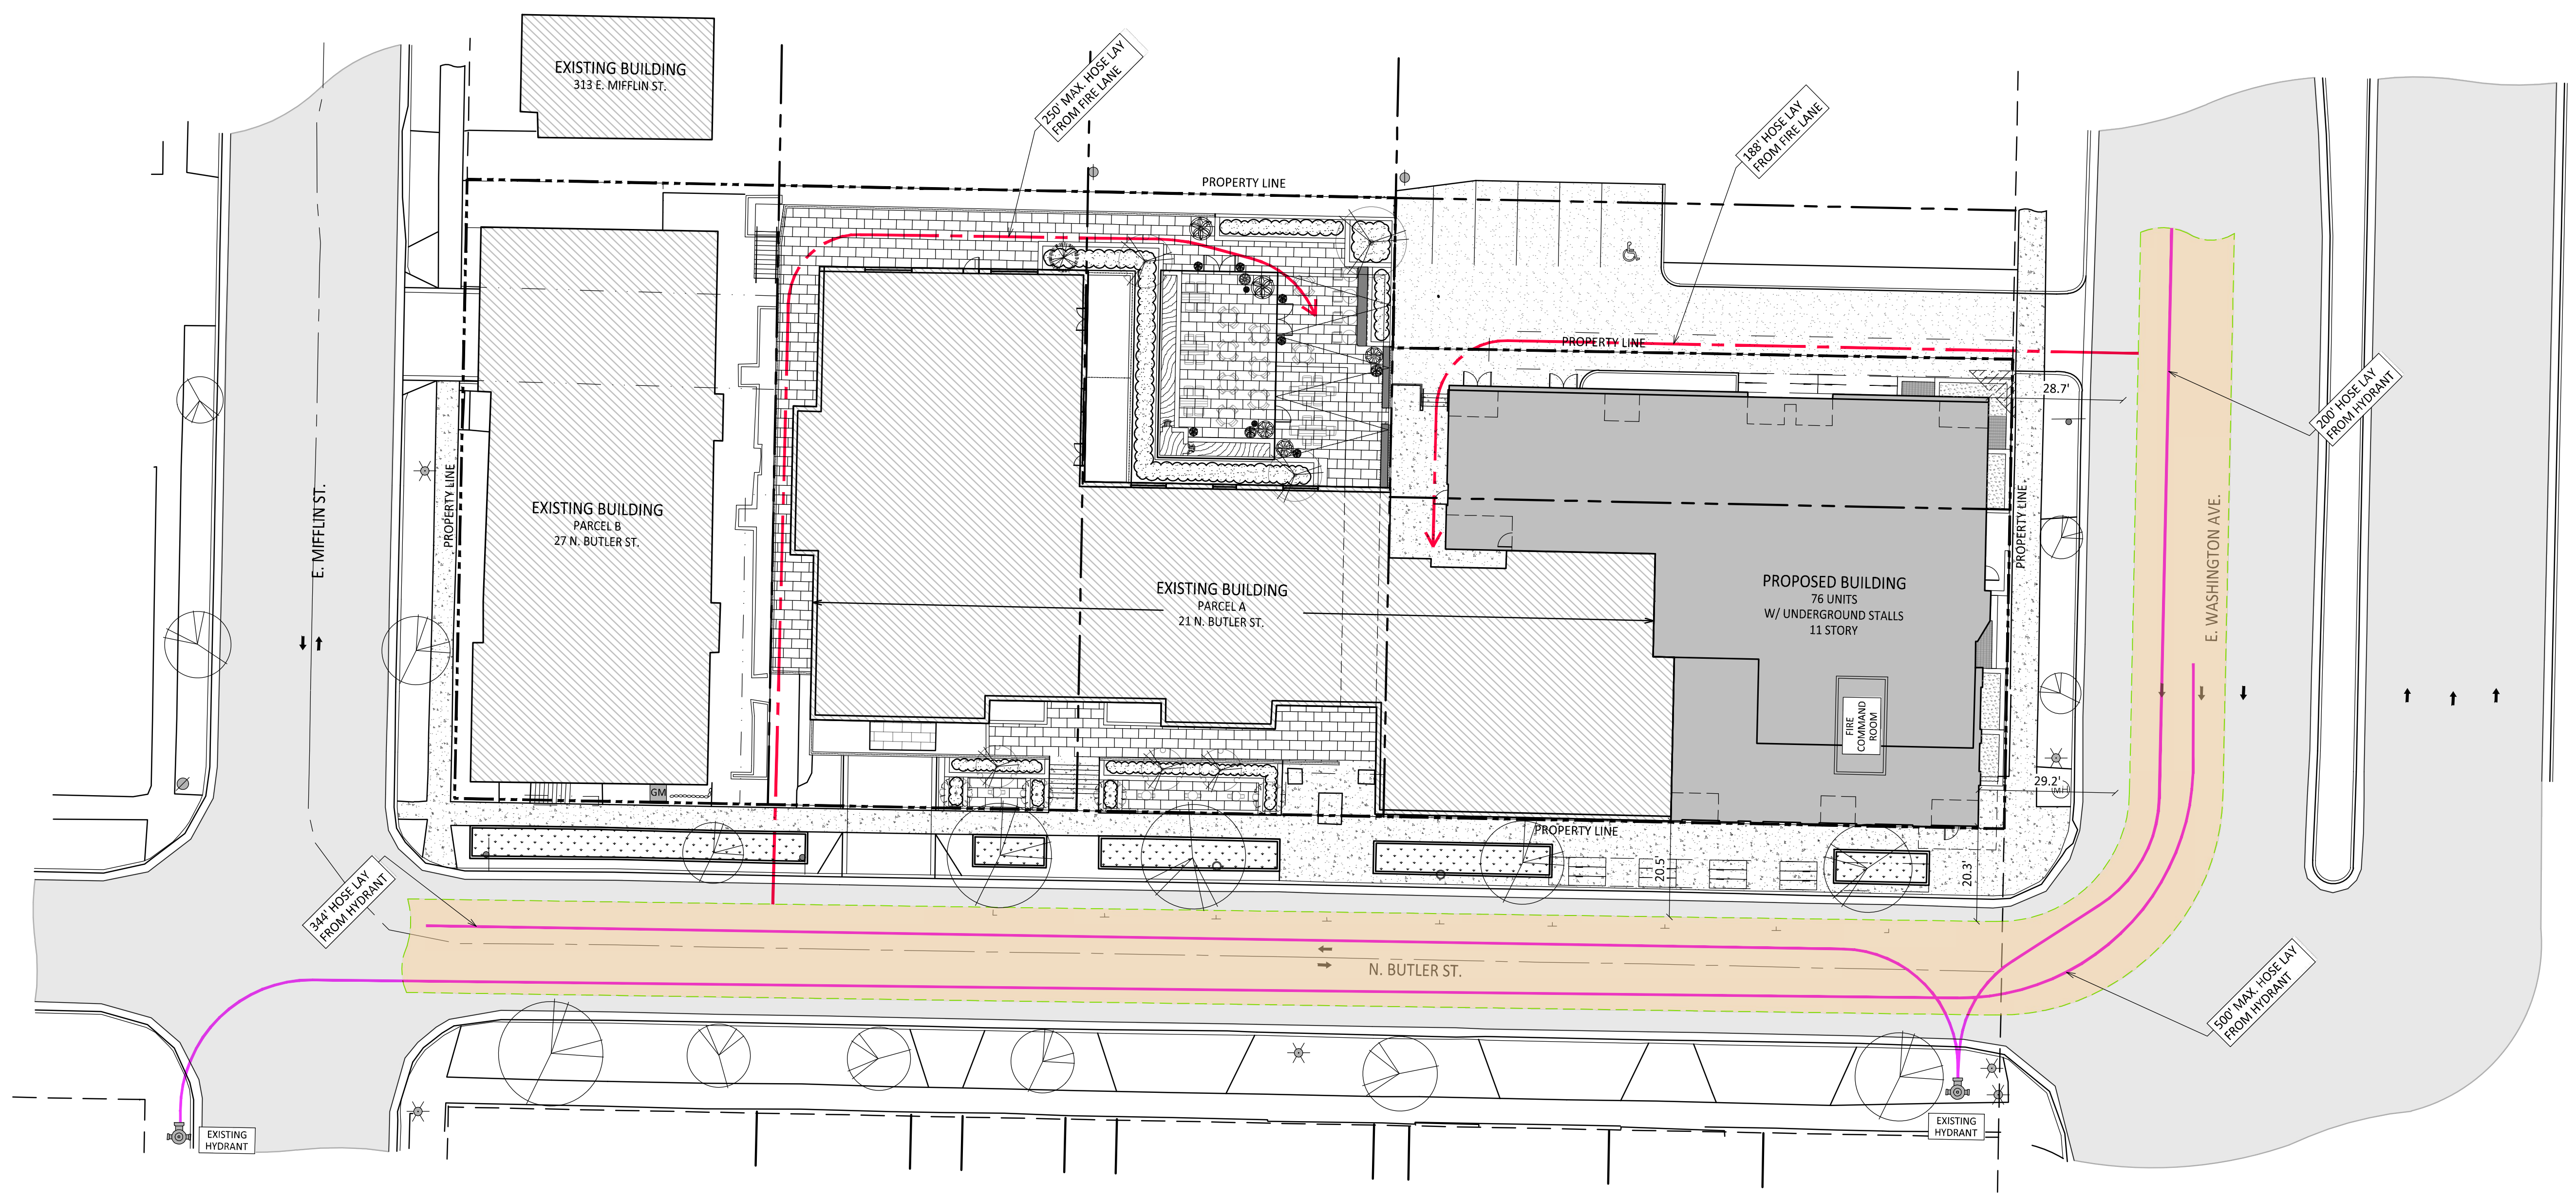 EXISTING BUILDING
313 E. MIFFLIN ST.
250' MAX. HOSE LAY
FROM FIRE LANE
188' HOSE LAY
FROM FIRE LANE
PROPERTY LINE
PROPERTY LINE
28.7'
200' HOSE LAY
FROM HYDRANT
E. MIFFLIN ST.
PROPERTY LINE
EXISTING BUILDING
PARCEL B
27 N. BUTLER ST.
EXISTING BUILDING
PARCEL A
21 N. BUTLER ST.
PROPOSED BUILDING
76 UNITS
W/ UNDERGROUND STALLS
11 STORY
PROPERTY LINE
E. WASHINGTON AVE.
FIRE
COMMAND
ROOM
GM
29.2'
MH
PROPERTY LINE
20.5'
20.3'
344' HOSE LAY
FROM HYDRANT
N. BUTLER ST.
500' MAX. HOSE LAY
FROM HYDRANT
EXISTING
HYDRANT
EXISTING
HYDRANT